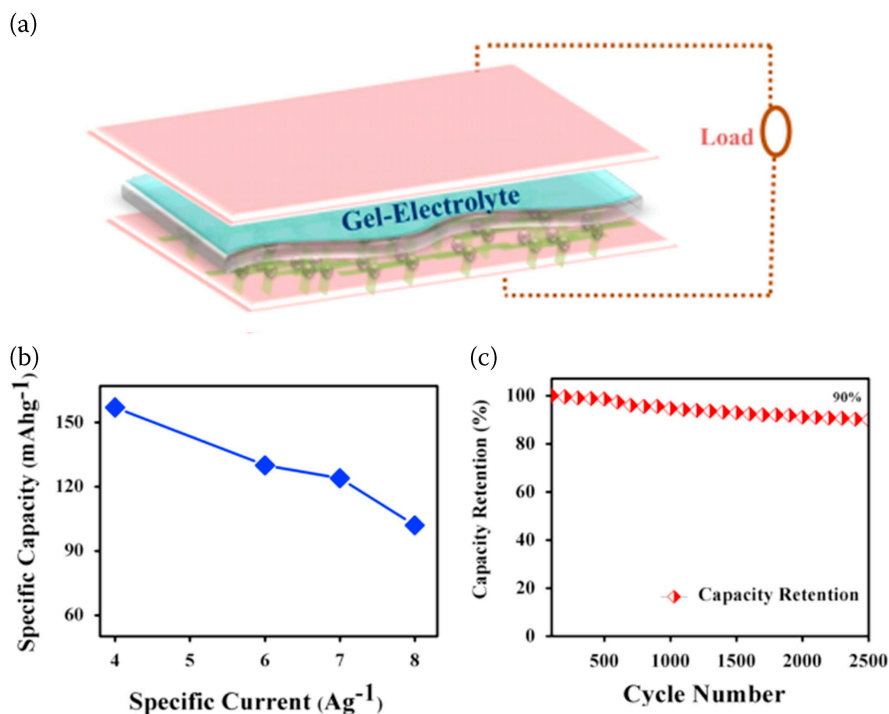 (a)
Load
Gel-Electrolyte
(b)
Specific Capacity (mAhg-1)
150
120
90
60
4
5
6
7
8
Specific Current (Ag-1)
(c)
Capacity Retention (%)
100
80
60
40
20
0
90%
Capacity Retention
500
1000
1500
2000
2500
Cycle Number